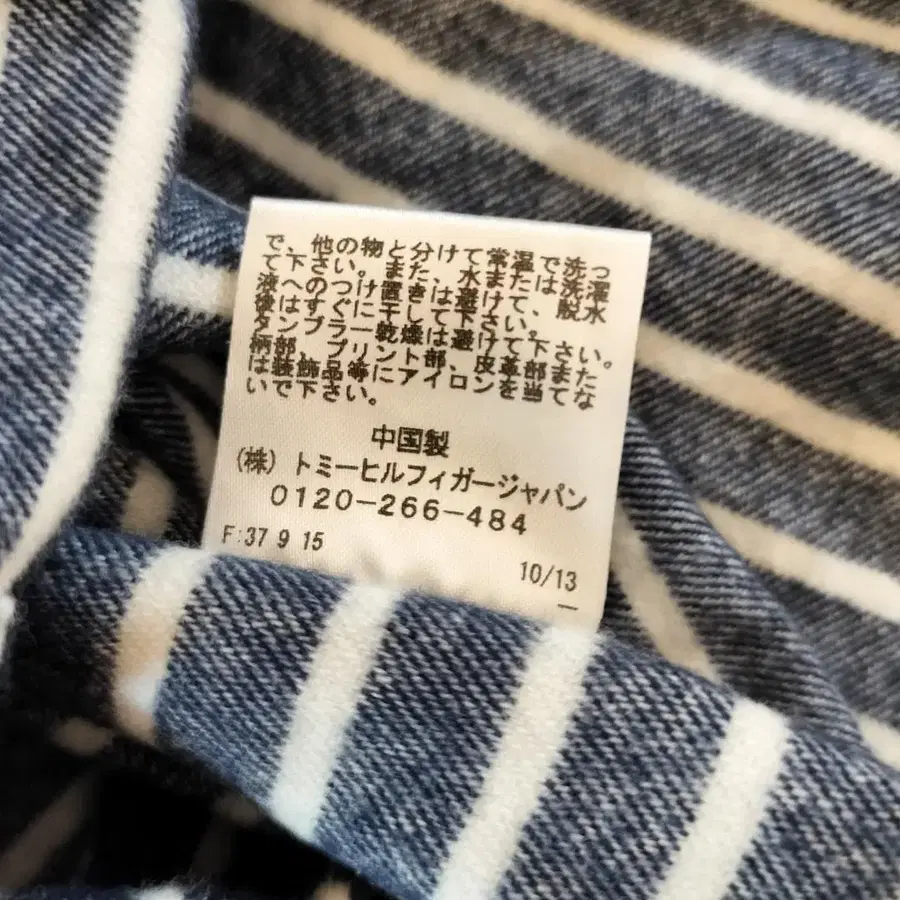 で、他の物と分けて常温で洗っ
て下さい。また、水または洗濯
液へのつけ置きは避けて、脱水
後はすぐに干して下さい。
タンブラー乾燥は避けて下さい。
柄部、プリント部、皮革部また
は装飾品等にアイロンを当てな
いで下さい。
中国製
(株) トミーヒルフィガージャパン
0120-266-484
F:37 9 15
10/13